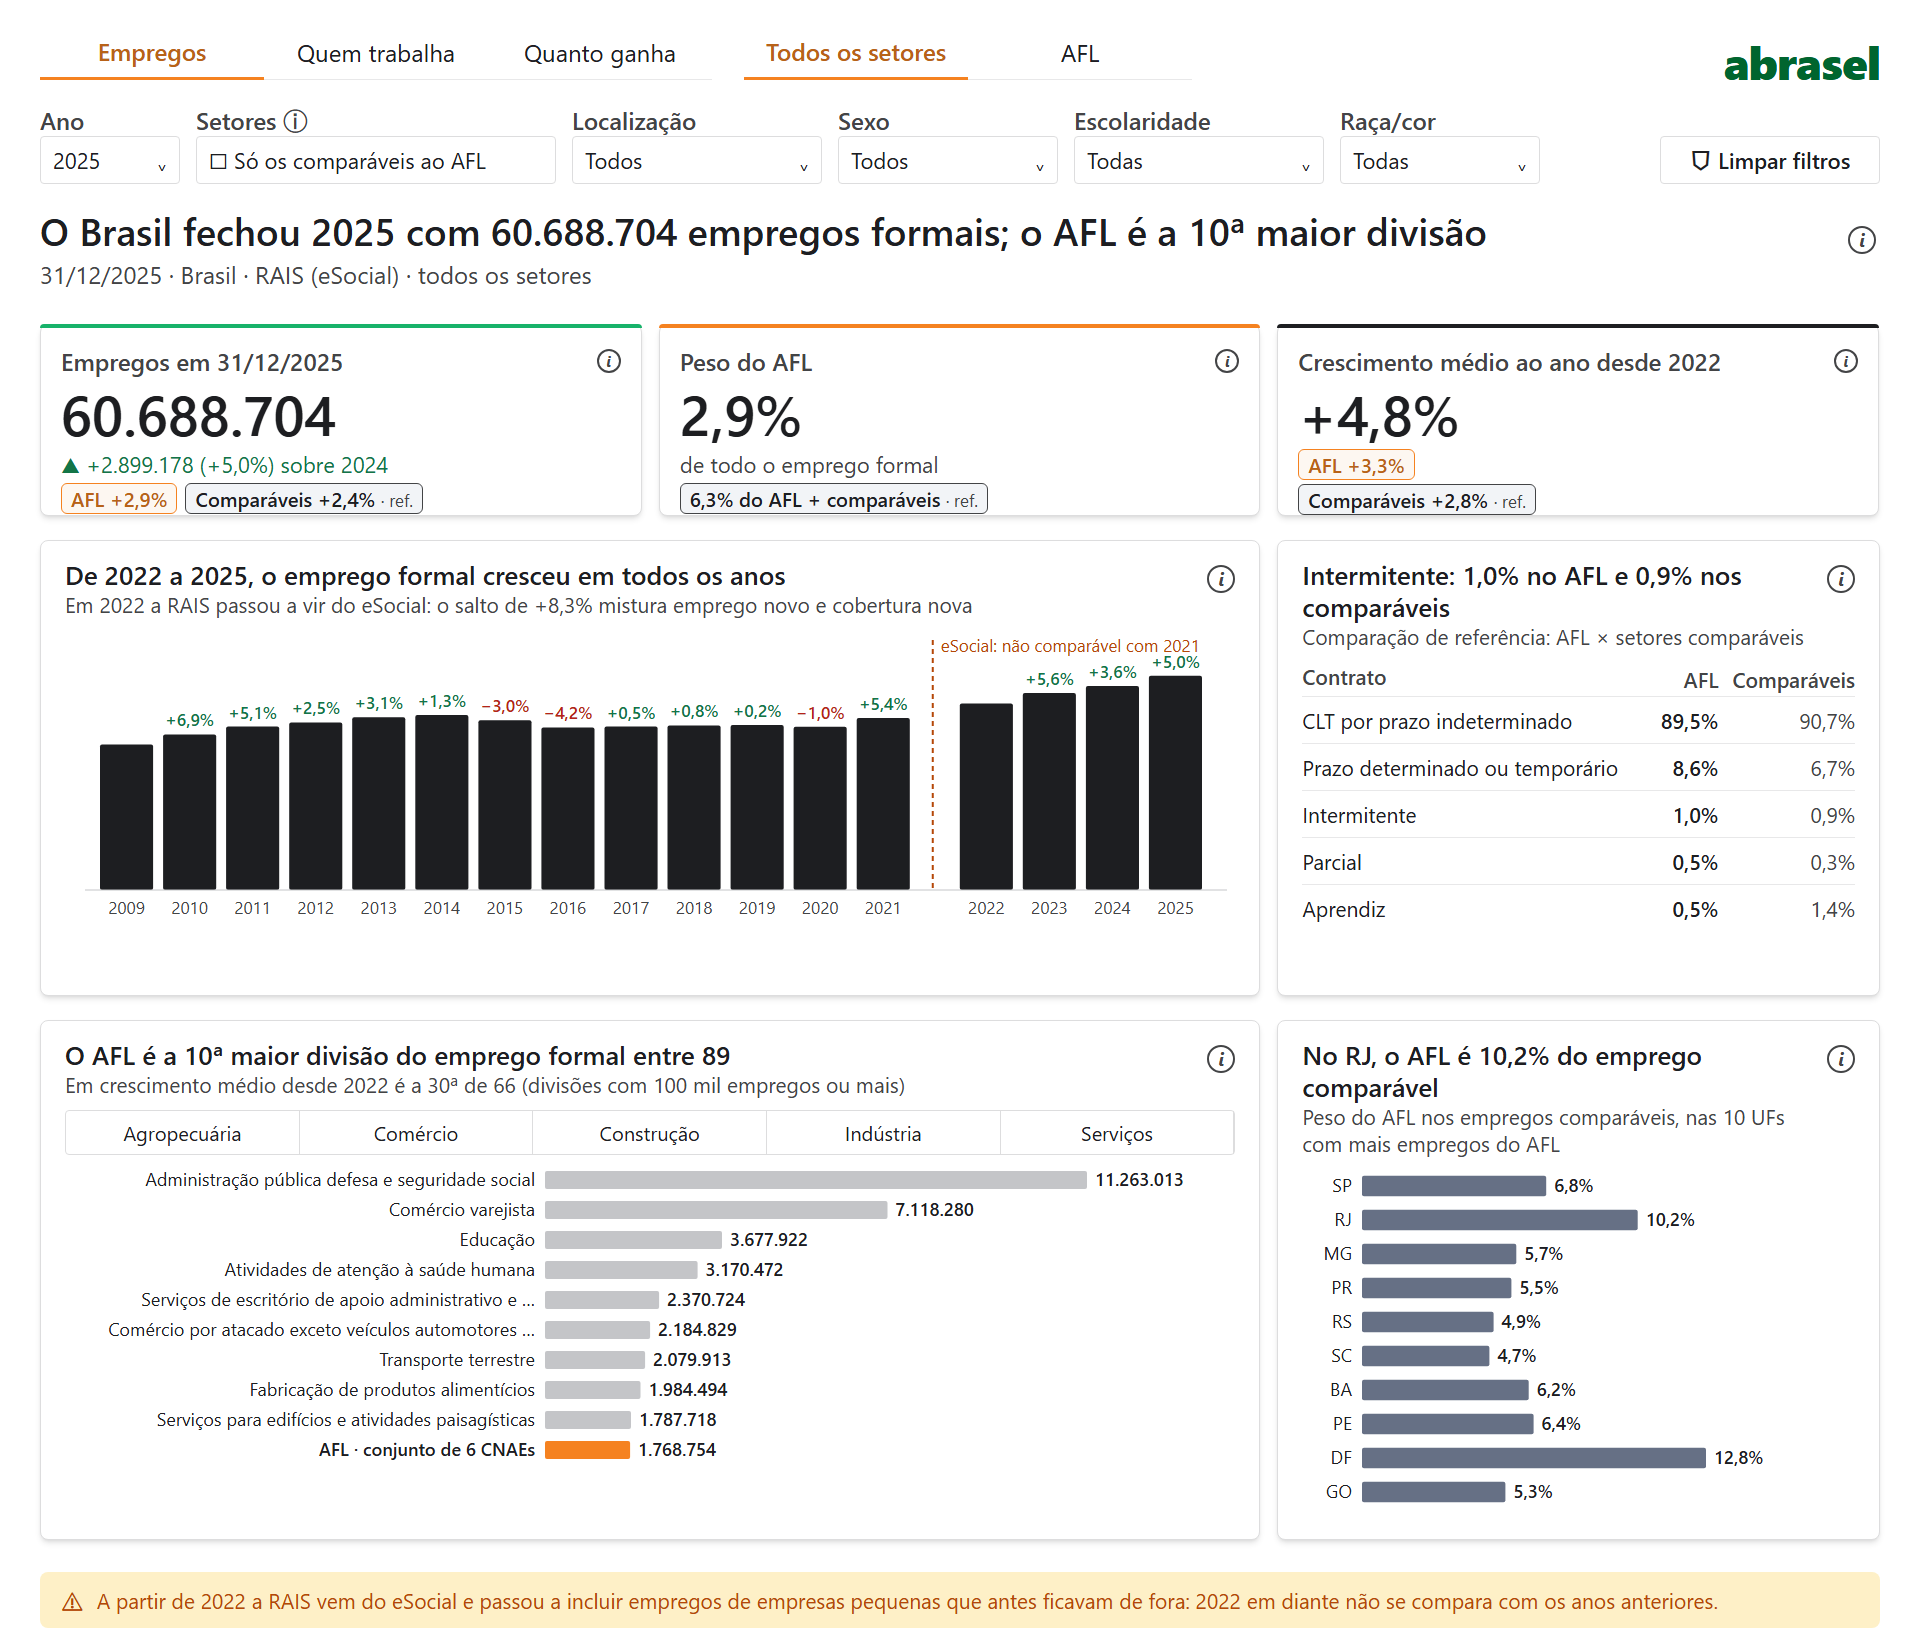 Empregos
Quem trabalha
Quanto ganha
Todos os setores
AFL
abrasel
Ano
Setores
Localização
Sexo
Escolaridade
Raça/cor
2025
Só os comparáveis ao AFL
Todos
Todos
Todas
Todas
Limpar filtros
O Brasil fechou 2025 com 60.688.704 empregos formais; o AFL é a 10ª maior divisão
31/12/2025 · Brasil · RAIS (eSocial) · todos os setores
Empregos em 31/12/2025
60.688.704
▲ +2.899.178 (+5,0%) sobre 2024
AFL +2,9%
Comparáveis +2,4% · ref.
Peso do AFL
2,9%
de todo o emprego formal
6,3% do AFL + comparáveis · ref.
Crescimento médio ao ano desde 2022
+4,8%
AFL +3,3%
Comparáveis +2,8% · ref.
De 2022 a 2025, o emprego formal cresceu em todos os anos
Em 2022 a RAIS passou a vir do eSocial: o salto de +8,3% mistura emprego novo e cobertura nova
eSocial: não comparável com 2021
+6,9% +5,1% +2,5% +3,1% +1,3% −3,0% −4,2% +0,5% +0,8% +0,2% −1,0% +5,4% +5,6% +3,6% +5,0%
2009 2010 2011 2012 2013 2014 2015 2016 2017 2018 2019 2020 2021 2022 2023 2024 2025
Intermitente: 1,0% no AFL e 0,9% nos
comparáveis
Comparação de referência: AFL × setores comparáveis
Contrato AFL Comparáveis
CLT por prazo indeterminado 89,5% 90,7%
Prazo determinado ou temporário 8,6% 6,7%
Intermitente 1,0% 0,9%
Parcial 0,5% 0,3%
Aprendiz 0,5% 1,4%
O AFL é a 10ª maior divisão do emprego formal entre 89
Em crescimento médio desde 2022 é a 30ª de 66 (divisões com 100 mil empregos ou mais)
Agropecuária Comércio Construção Indústria Serviços
Administração pública defesa e seguridade social 11.263.013
Comércio varejista 7.118.280
Educação 3.677.922
Atividades de atenção à saúde humana 3.170.472
Serviços de escritório de apoio administrativo e ... 2.370.724
Comércio por atacado exceto veículos automotores ... 2.184.829
Transporte terrestre 2.079.913
Fabricação de produtos alimentícios 1.984.494
Serviços para edifícios e atividades paisagísticas 1.787.718
AFL · conjunto de 6 CNAEs 1.768.754
No RJ, o AFL é 10,2% do emprego
comparável
Peso do AFL nos empregos comparáveis, nas 10 UFs
com mais empregos do AFL
SP 6,8%
RJ 10,2%
MG 5,7%
PR 5,5%
RS 4,9%
SC 4,7%
BA 6,2%
PE 6,4%
DF 12,8%
GO 5,3%
⚠ A partir de 2022 a RAIS vem do eSocial e passou a incluir empregos de empresas pequenas que antes ficavam de fora: 2022 em diante não se compara com os anos anteriores.